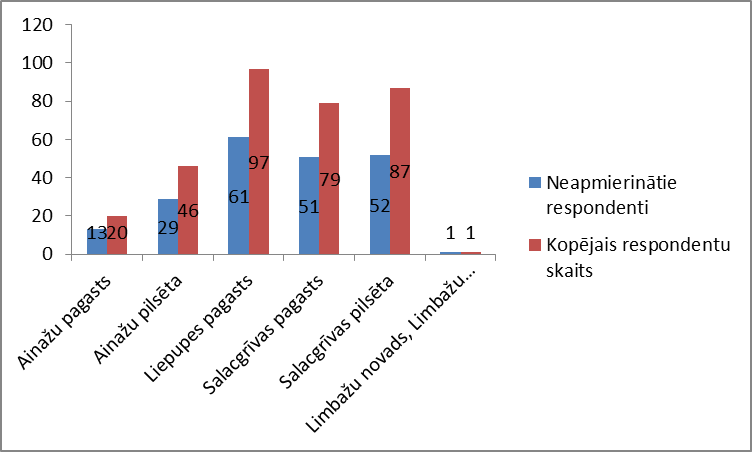 120
100
80
60
40
20
0
13 20
29 46
61 97
51 79
52 87
1 1
Ainažu pagasts
Ainažu pilsēta
Liepupes pagasts
Salacgrīvas pagasts
Salacgrīvas pilsēta
Limbažu novads, Limbažu...
Neapmierinātie
respondenti
Kopējais respondentu
skaits